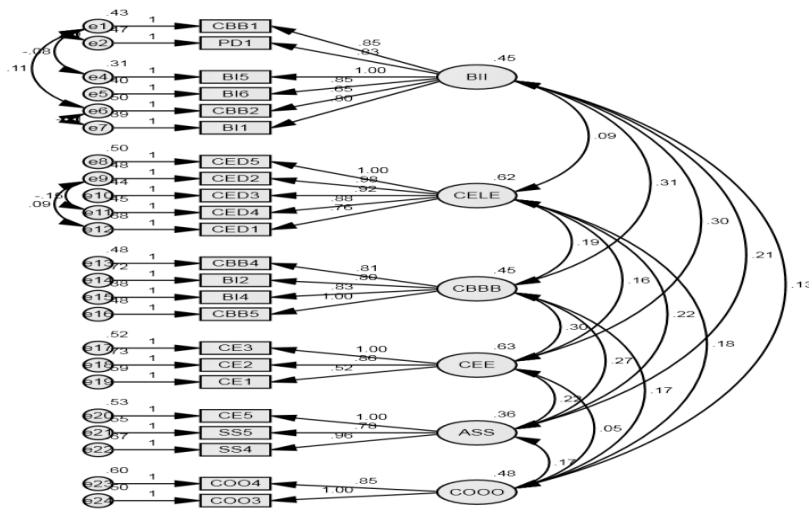 .43
e1 1 CBB1
.47
e2 1 PD1 .85 .83 .45
-.08 .31
.11 e4 1 BI5 1.00 BII
.40
e5 1 BI6 .85
.50 .65
e6 1 CBB2 .80
.39
e7 1 BI1
.09
.50
e8 1 CED5 .62
.48 1.00
e9 1 CED2 .98
.44 .92
e10 1 CED3 CELE .31
.45 .88
.09 e11 1 CED4 .76 .30
e12 1 CED1 .19 .21 .13
.48
e13 1 CBB4 .81 .45 .16
.72 .80
e14 1 BI2 CBBB .22
.83
e15 1 BI4 .18
.48 1.00
e16 1 CBB5 .30
.52 .27
e17 1 CE3 .63 .17
.73 1.00
e18 1 CE2 CEE
.59 .52
e19 1 CE1 .22
.53 .36 .05
e20 1 CE5 1.00
.55
e21 1 SS5 ASS
e22 1 SS4 .96
.17
.60 .48
e23 1 COO4 .85
.50
e24 1 COO3 1.00 COOO